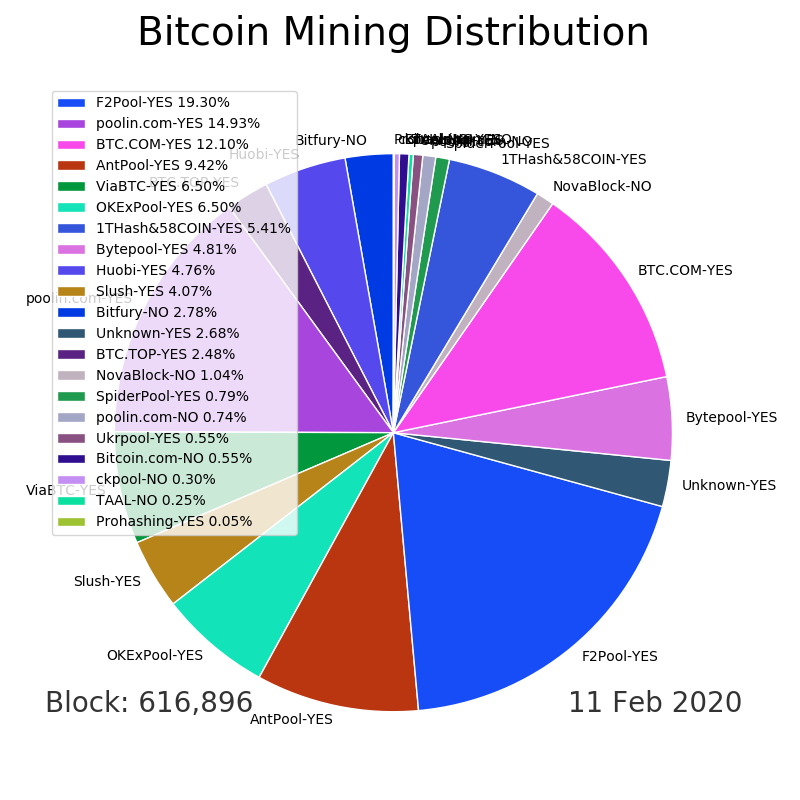 Bitcoin Mining Distribution
F2Pool-YES 19.30%
poolin.com-YES 14.93%
BTC.COM-YES 12.10%
AntPool-YES 9.42%
ViaBTC-YES 6.50%
OKExPool-YES 6.50%
1THash&58COIN-YES 5.41%
Bytepool-YES 4.81%
Huobi-YES 4.76%
Slush-YES 4.07%
Bitfury-NO 2.78%
Unknown-YES 2.68%
BTC.TOP-YES 2.48%
NovaBlock-NO 1.04%
SpiderPool-YES 0.79%
poolin.com-NO 0.74%
Ukrpool-YES 0.55%
Bitcoin.com-NO 0.55%
ckpool-NO 0.30%
TAAL-NO 0.25%
Prohashing-YES 0.05%
Bitfury-NO
Huobi-YES
BTC.TOP-YES
poolin.com-YES
ViaBTC-YES
Slush-YES
OKExPool-YES
AntPool-YES
SpiderPool-YES
1THash&58COIN-YES
NovaBlock-NO
BTC.COM-YES
Bytepool-YES
Unknown-YES
F2Pool-YES
Block: 616,896
11 Feb 2020